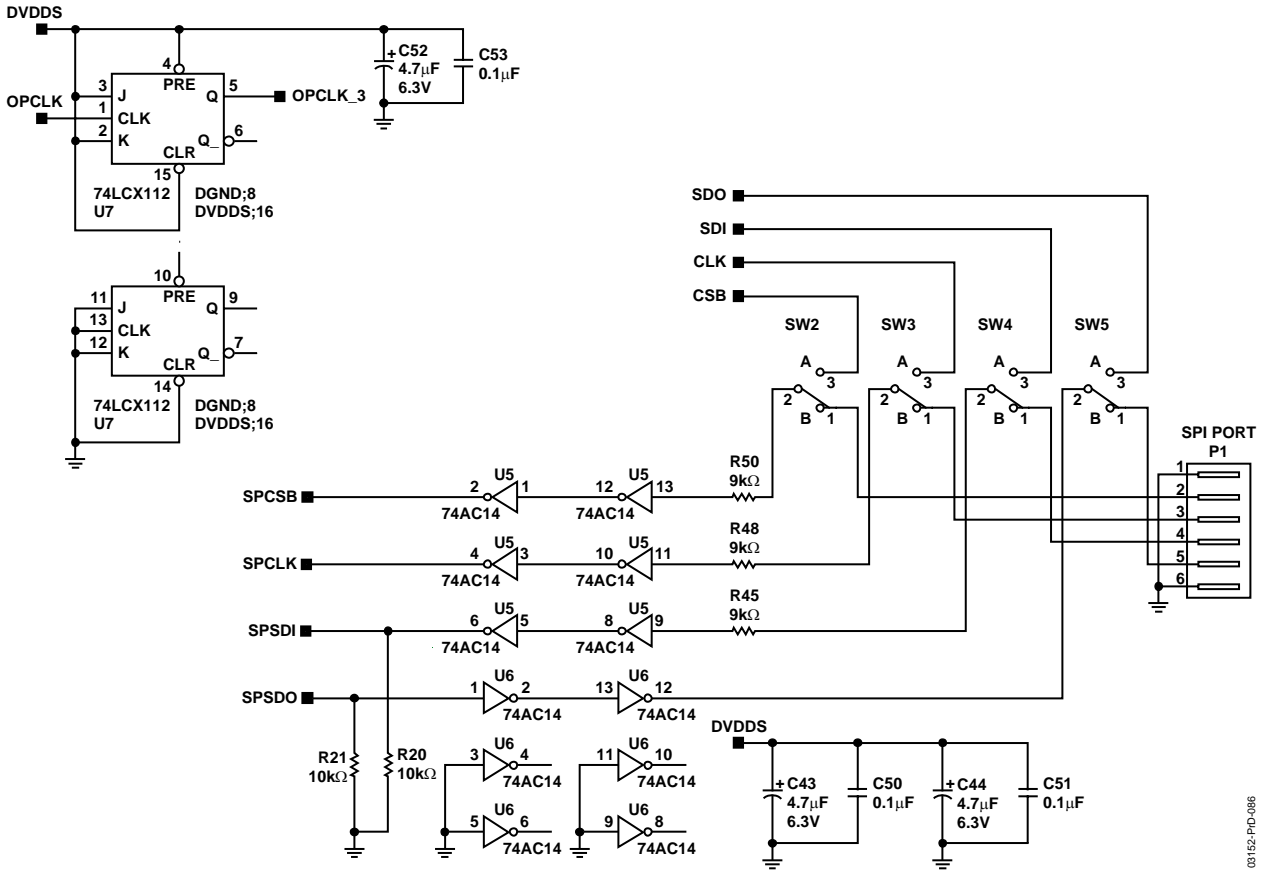 DVDDS
4
PRE
3
J
Q
5
OPCLK_3
OPCLK
1
CLK
2
K
Q_
6
CLR
15
74LCX112
U7
DGND;8
DVDDS;16
+
C52
4.7μF
6.3V
C53
0.1μF
10
PRE
11
J
Q
9
13
CLK
12
K
Q_
7
CLR
14
74LCX112
U7
DGND;8
DVDDS;16
SDO
SDI
CLK
CSB
SW2
SW3
SW4
SW5
A
3
2
B
1
A
3
2
B
1
A
3
2
B
1
A
3
2
B
1
SPI PORT
P1
1
2
3
4
5
6
SPCSB
2
U5
1
74AC14
12
U5
13
74AC14
R50
9kΩ
SPCLK
4
U5
3
74AC14
10
U5
11
74AC14
R48
9kΩ
SPSDI
6
U5
5
74AC14
8
U5
9
74AC14
R45
9kΩ
SPSDO
1
U6
2
74AC14
13
U6
12
74AC14
R21
10kΩ
R20
10kΩ
3
U6
4
74AC14
11
U6
10
74AC14
5
U6
6
74AC14
9
U6
8
74AC14
DVDDS
+
C43
4.7μF
6.3V
C50
0.1μF
+
C44
4.7μF
6.3V
C51
0.1μF
03152-PrD-086